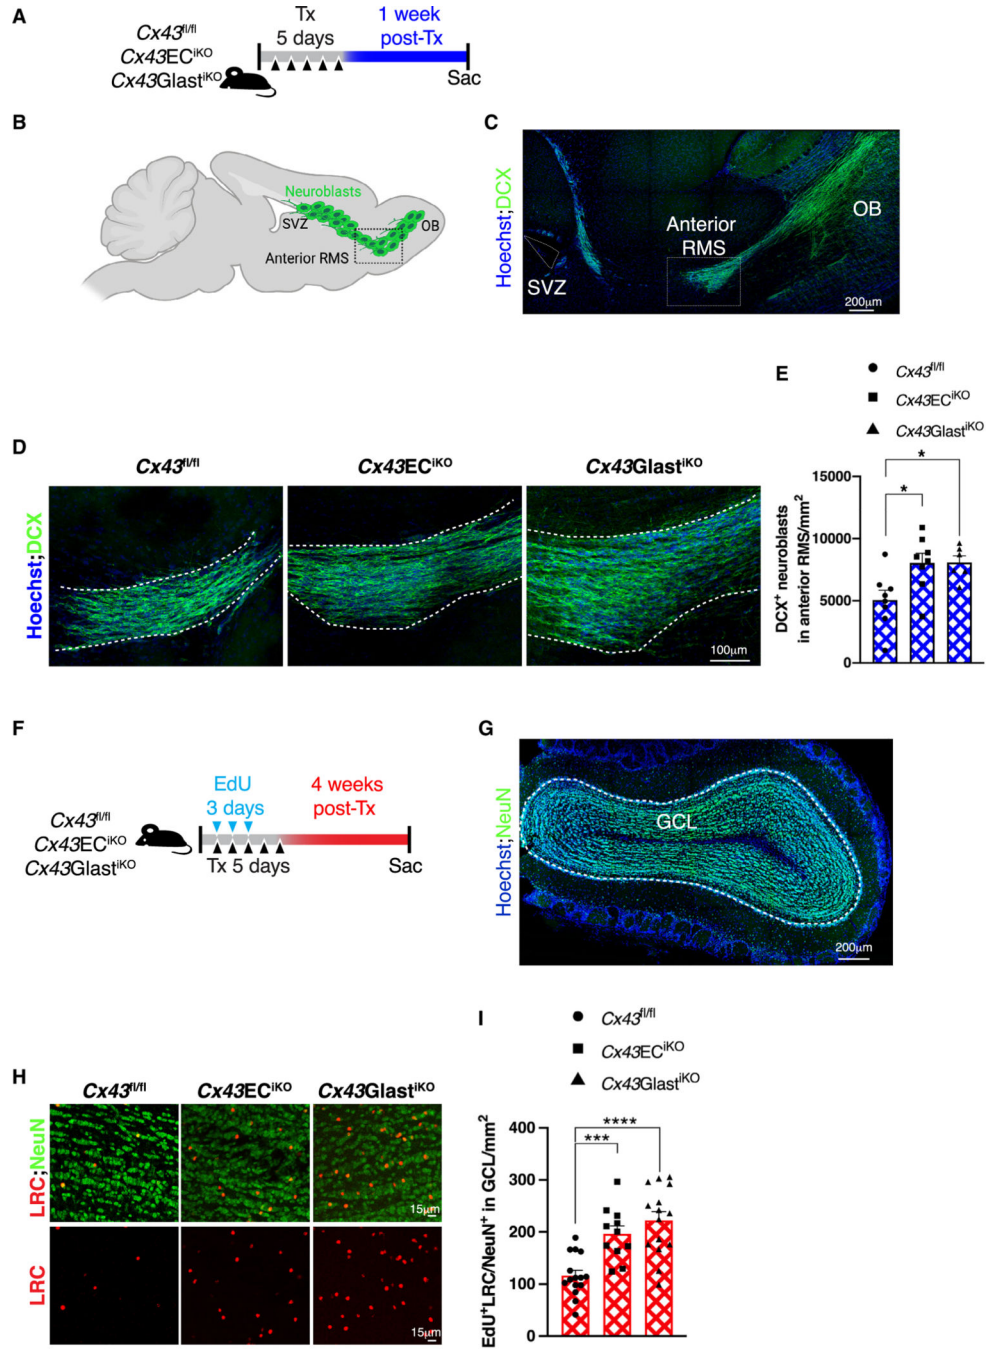 A
Cx43fl/fl
Cx43ECiKO
Cx43GlastiKO
Tx
5 days
1 week
post-Tx
Sac
B
Neuroblasts
SVZ
OB
Anterior RMS
C
Hoechst;DCX
Anterior
RMS
OB
SVZ
200μm
D
Cx43fl/fl
Cx43ECiKO
Cx43GlastiKO
Hoechst;DCX
100μm
E
Cx43fl/fl
Cx43ECiKO
Cx43GlastiKO
DCX+ neuroblasts
in anterior RMS/mm2
15000
10000
5000
0
*
*
F
Cx43fl/fl
Cx43ECiKO
Cx43GlastiKO
EdU
3 days
4 weeks
post-Tx
Tx 5 days
Sac
G
Hoechst;NeuN
GCL
200μm
H
Cx43fl/fl
Cx43ECiKO
Cx43GlastiKO
LRC;NeuN
15μm
LRC
15μm
I
Cx43fl/fl
Cx43ECiKO
Cx43GlastiKO
EdU+LRC/NeuN+ in GCL/mm2
400
300
200
100
0
****
***